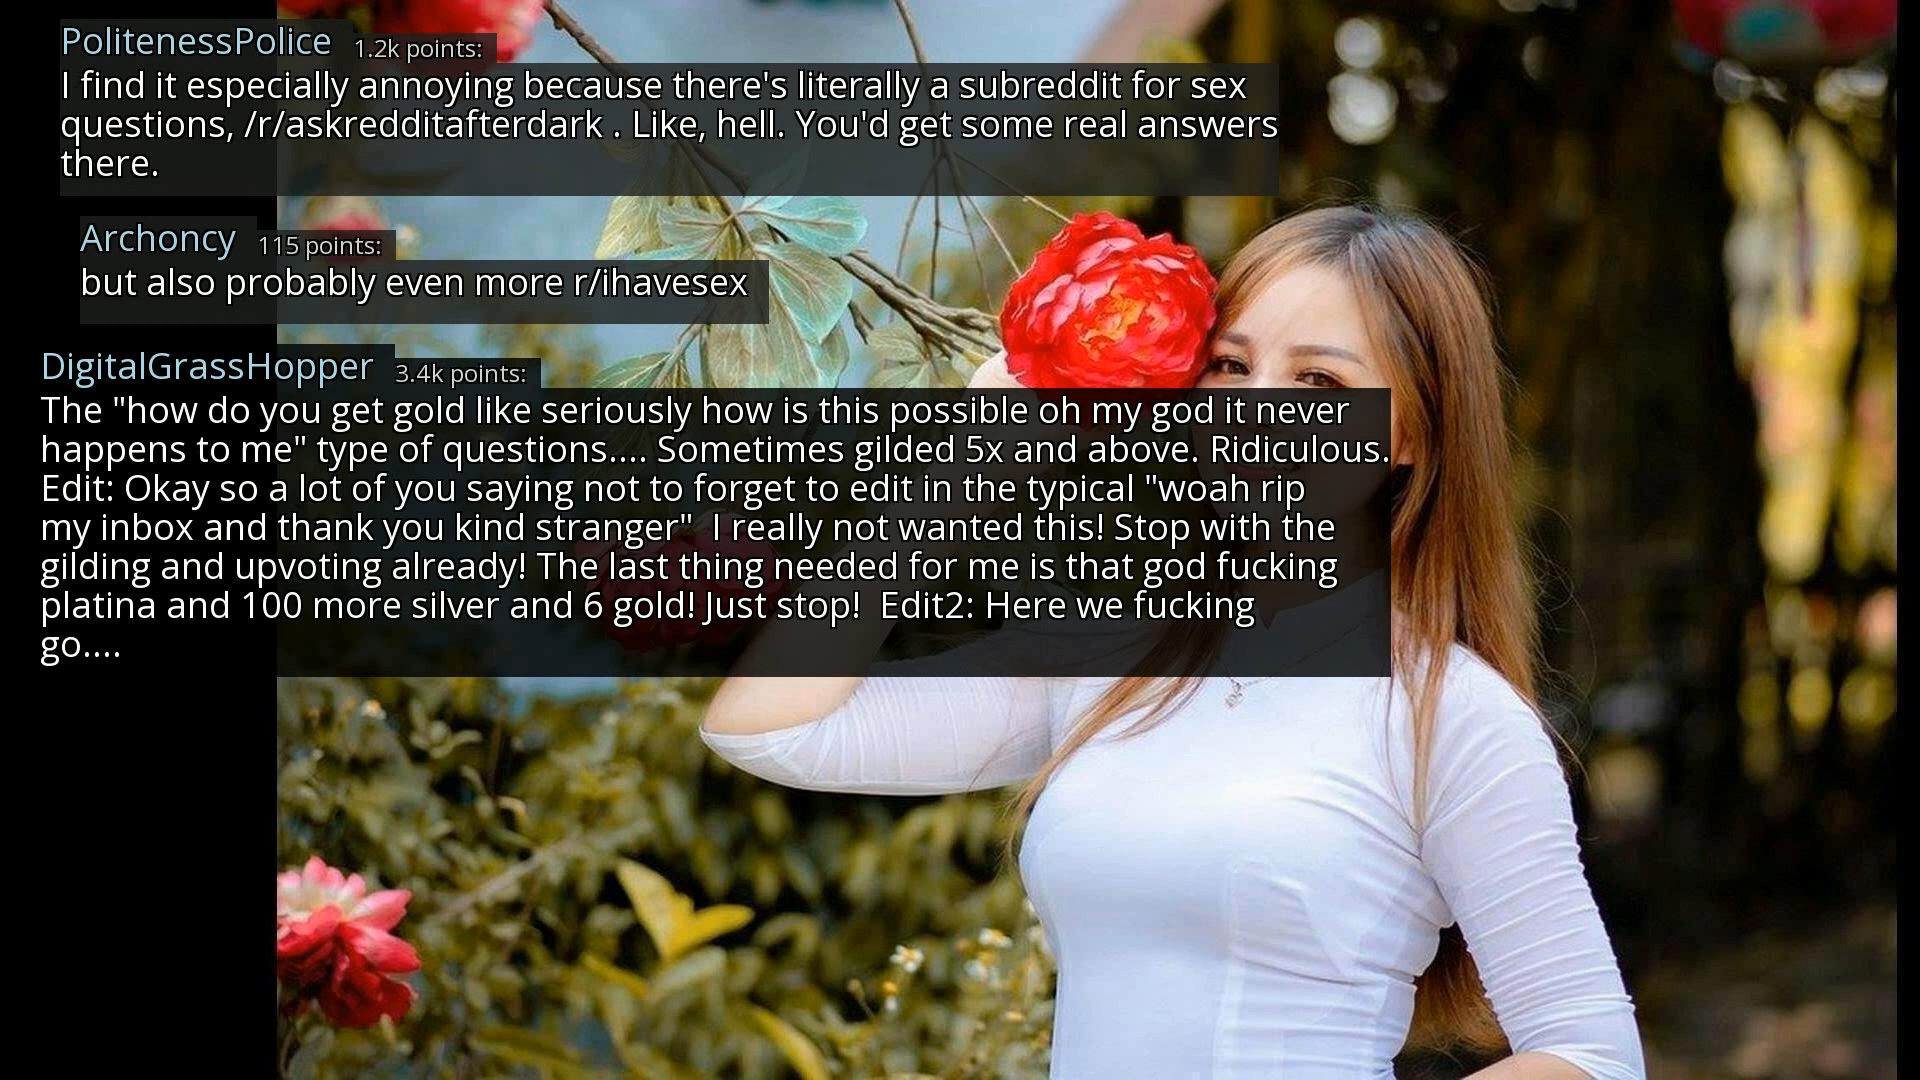 PolitenessPolice 1.2k points:
I find it especially annoying because there's literally a subreddit for sex
questions, /r/askredditafterdark . Like, hell. You'd get some real answers
there.
Archoncy 115 points:
but also probably even more r/ihavesex
DigitalGrassHopper 3.4k points:
The "how do you get gold like seriously how is this possible oh my god it never
happens to me" type of questions.... Sometimes gilded 5x and above. Ridiculous.
Edit: Okay so a lot of you saying not to forget to edit in the typical "woah rip
my inbox and thank you kind stranger"  I really not wanted this! Stop with the
gilding and upvoting already! The last thing needed for me is that god fucking
platina and 100 more silver and 6 gold! Just stop!  Edit2: Here we fucking
go....